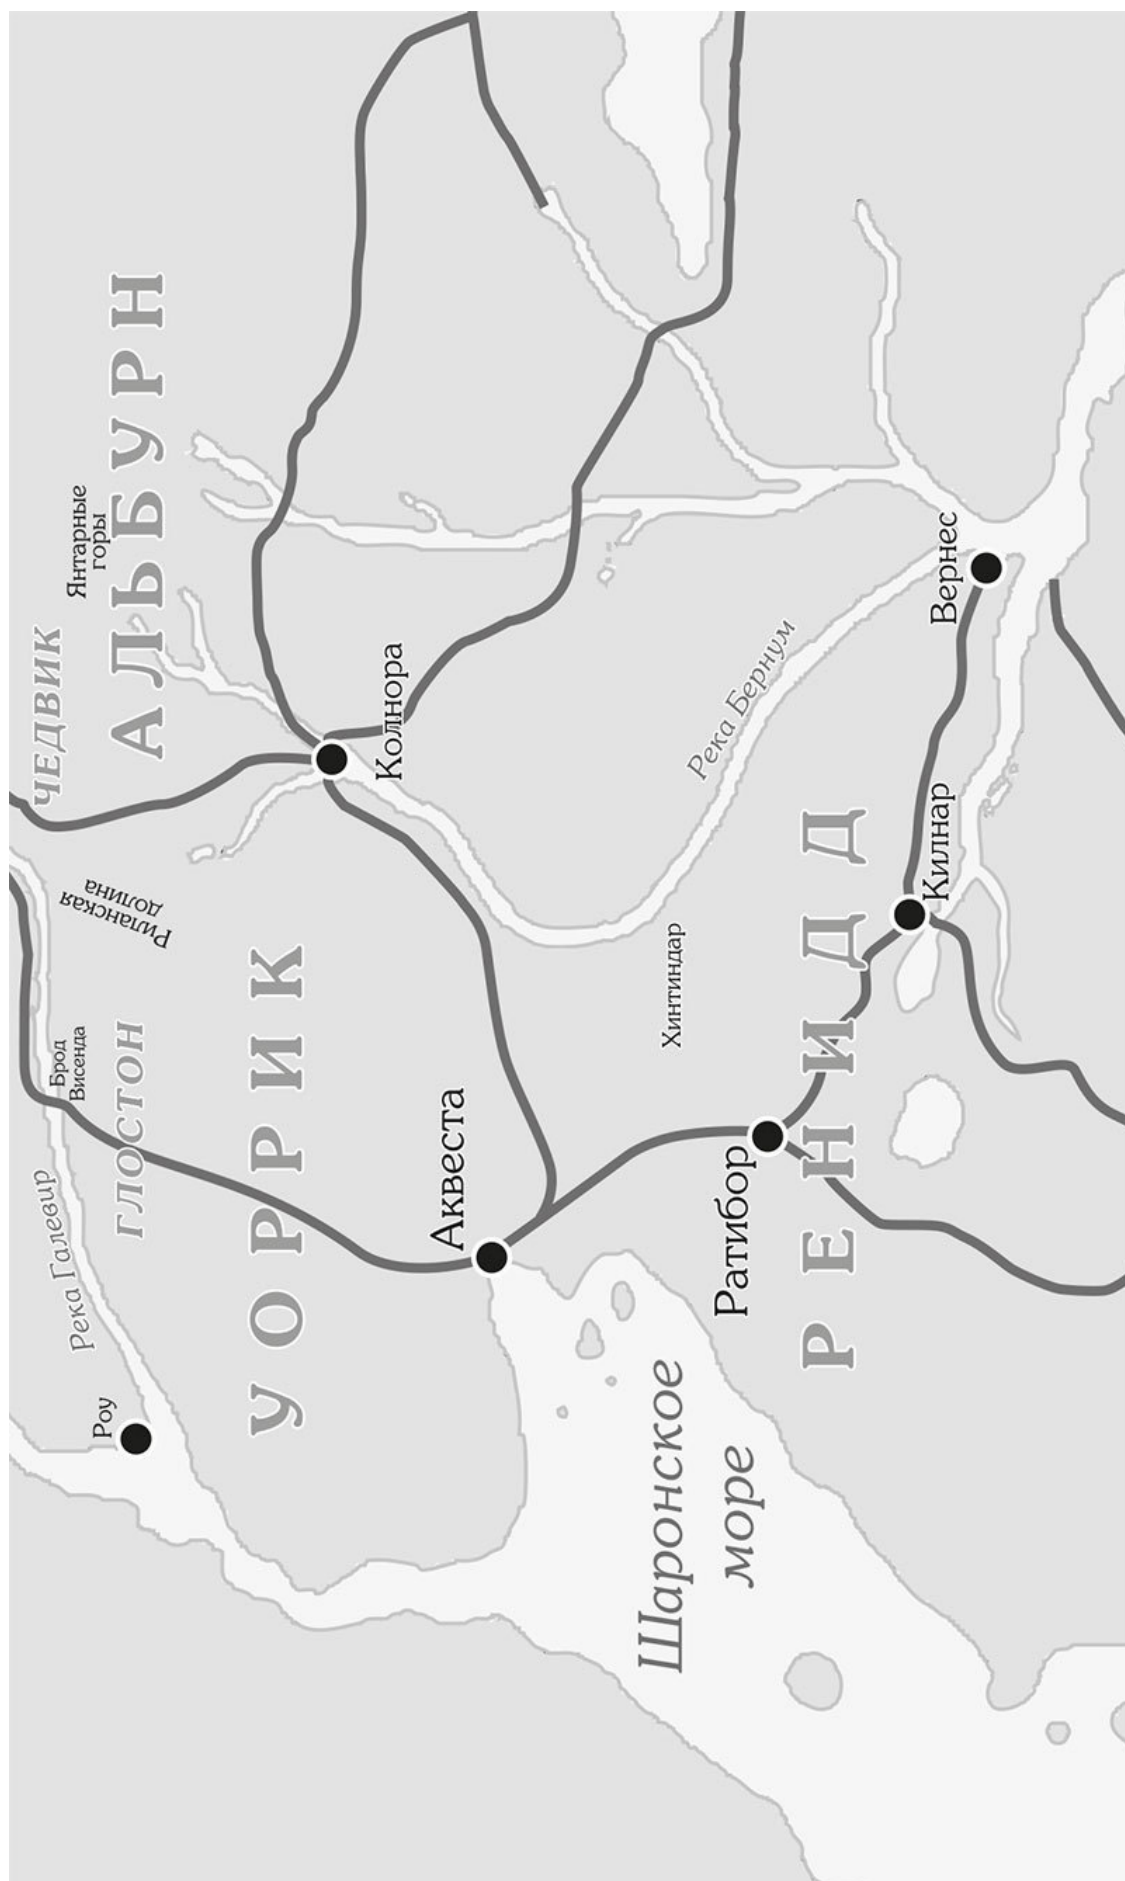 ЧЕДВИК
Янтарные
горы
АЛЬБУРН
Риланская
долина
Брод
Висенда
Река Галевир
ГЛОСТОН
Роу
УОРРИК
Колнора
Аквеста
Река Бернум
Хинтиндар
Вернес
Килнар
Ратибор
РЕНИДД
Шаронское
море